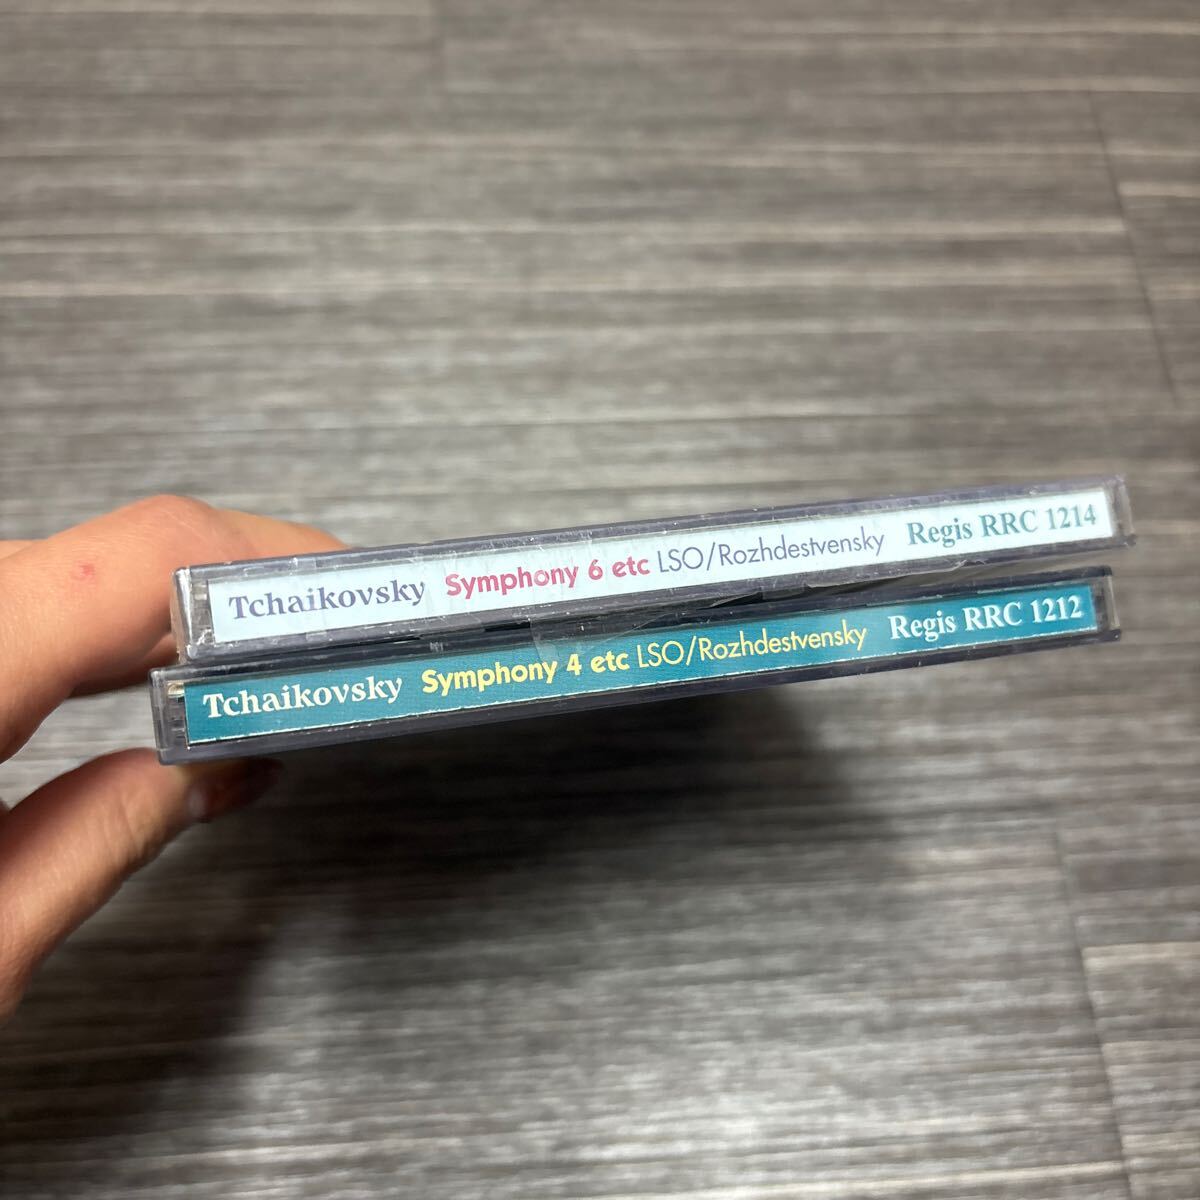 Tchaikovsky Symphony 6 etc LSO/Rozhdestvensky Regis RRC 1214
Tchaikovsky Symphony 4 etc LSO/Rozhdestvensky Regis RRC 1212